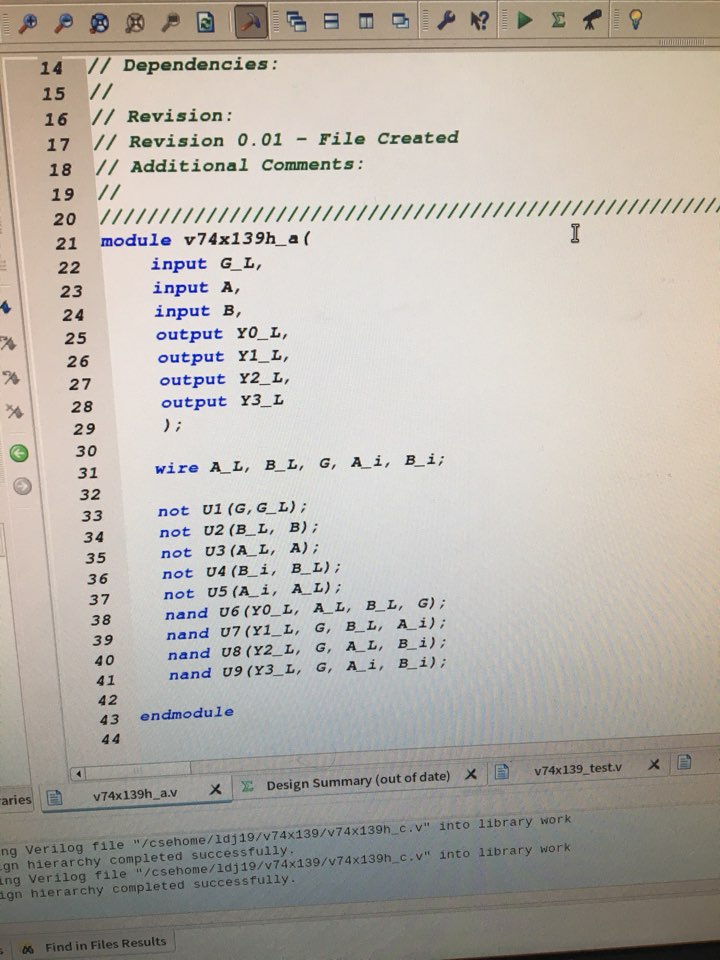 14 // Dependencies:
15 //
16 // Revision:
17 // Revision 0.01 - File Created
18 // Additional Comments:
19 //
20 //////////////////////////////////////////////////////
21 module v74x139h_a(
22 input G_L,
23 input A,
24 input B,
25 output Y0_L,
26 output Y1_L,
27 output Y2_L,
28 output Y3_L
29 );
30
31 wire A_L, B_L, G, A_i, B_i;
32
33 not U1(G,G_L);
34 not U2(B_L, B);
35 not U3(A_L, A);
36 not U4(B_i, B_L);
37 not U5(A_i, A_L);
38 nand U6(Y0_L, A_L, B_L, G);
39 nand U7(Y1_L, G, B_L, A_i);
40 nand U8(Y2_L, G, A_L, B_i);
41 nand U9(Y3_L, G, A_i, B_i);
42
43 endmodule
44
aries v74x139h_a.v Design Summary (out of date) v74x139_test.v
ng Verilog file "/csehome/ldj19/v74x139/v74x139h_c.v" into library work
ign hierarchy completed successfully.
ing Verilog file "/csehome/ldj19/v74x139/v74x139h_c.v" into library work
ign hierarchy completed successfully.
s Find in Files Results